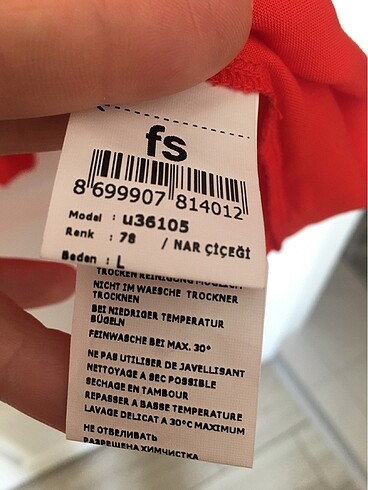 fs
8 699907 814012
Model : u36105
Renk : 78 / NAR ÇİÇEĞİ
Beden : L
TROCKEN REINIGUNG MÖGLICH
NICHT IM WAESCHE TROCKNER
TROCKNEN
BEI NIEDRIGER TEMPERATUR
BÜGELN
FEINWASCHE BEI MAX. 30°
NE PAS UTILISER DE JAVELLISANT
NETTOYAGE A SEC POSSIBLE
SECHAGE EN TAMBOUR
REPASSER A BASSE TEMPERATURE
LAVAGE DELICAT A 30°C MAXIMUM
НЕ ОТБЕЛИВАТЬ
РАЗРЕШЕНА ХИМЧИСТКА